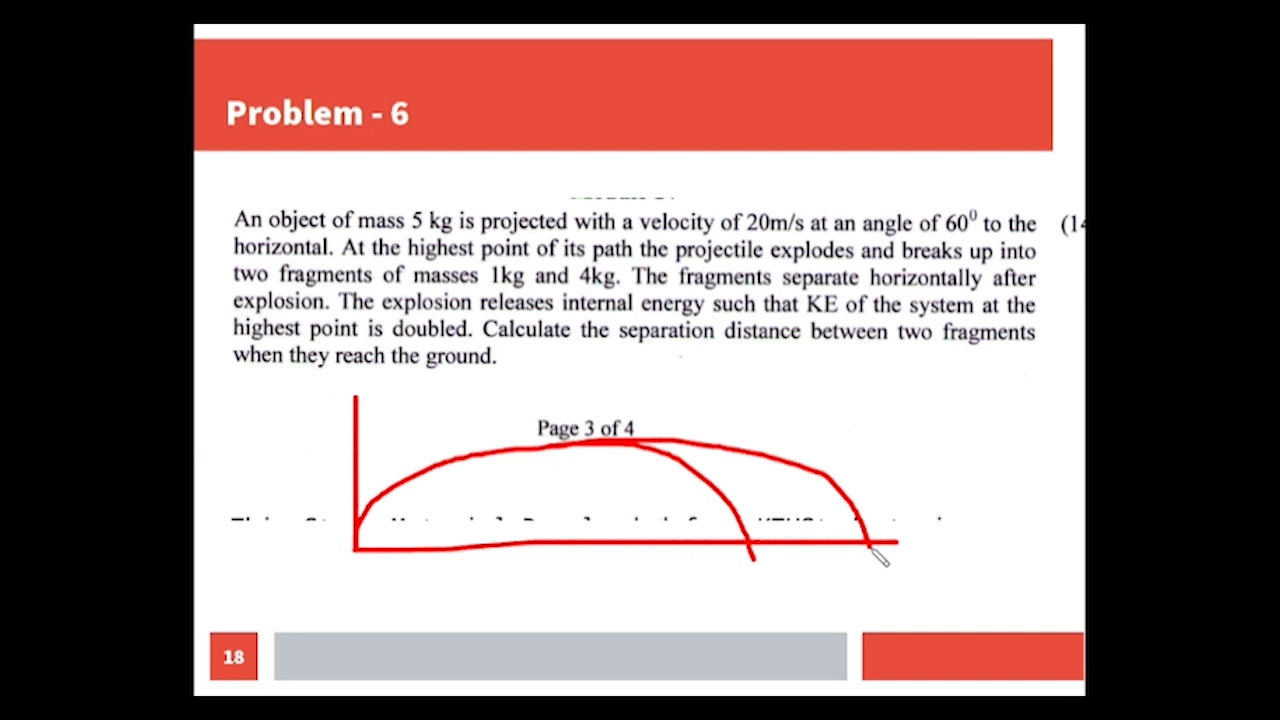 Problem - 6
An object of mass 5 kg is projected with a velocity of 20m/s at an angle of 60⁰ to the (14
horizontal. At the highest point of its path the projectile explodes and breaks up into
two fragments of masses 1kg and 4kg. The fragments separate horizontally after
explosion. The explosion releases internal energy such that KE of the system at the
highest point is doubled. Calculate the separation distance between two fragments
when they reach the ground.
Page 3 of 4
18